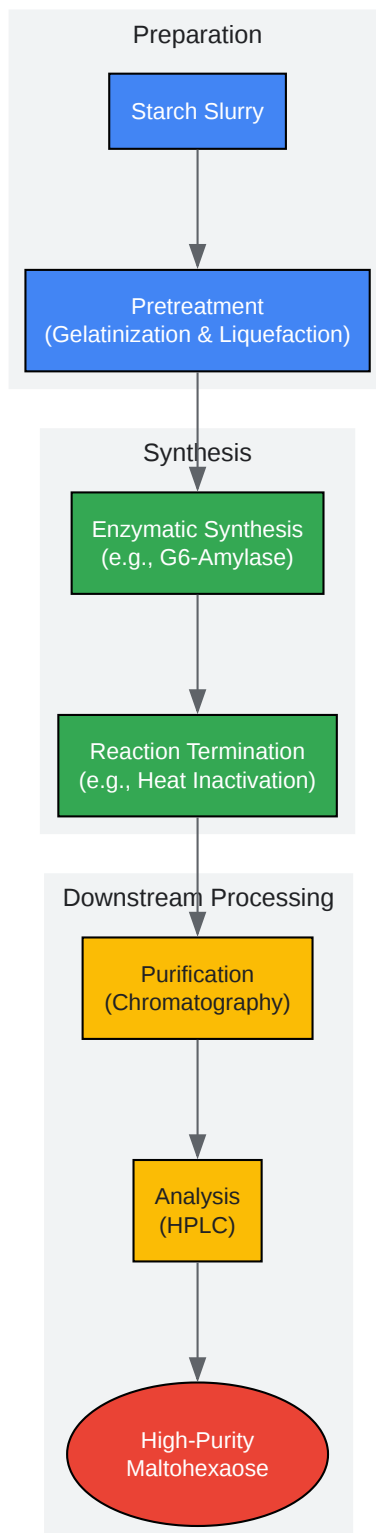 Preparation
Starch Slurry
Pretreatment
(Gelatinization & Liquefaction)
Synthesis
Enzymatic Synthesis
(e.g., G6-Amylase)
Reaction Termination
(e.g., Heat Inactivation)
Downstream Processing
Purification
(Chromatography)
Analysis
(HPLC)
High-Purity
Maltohexaose